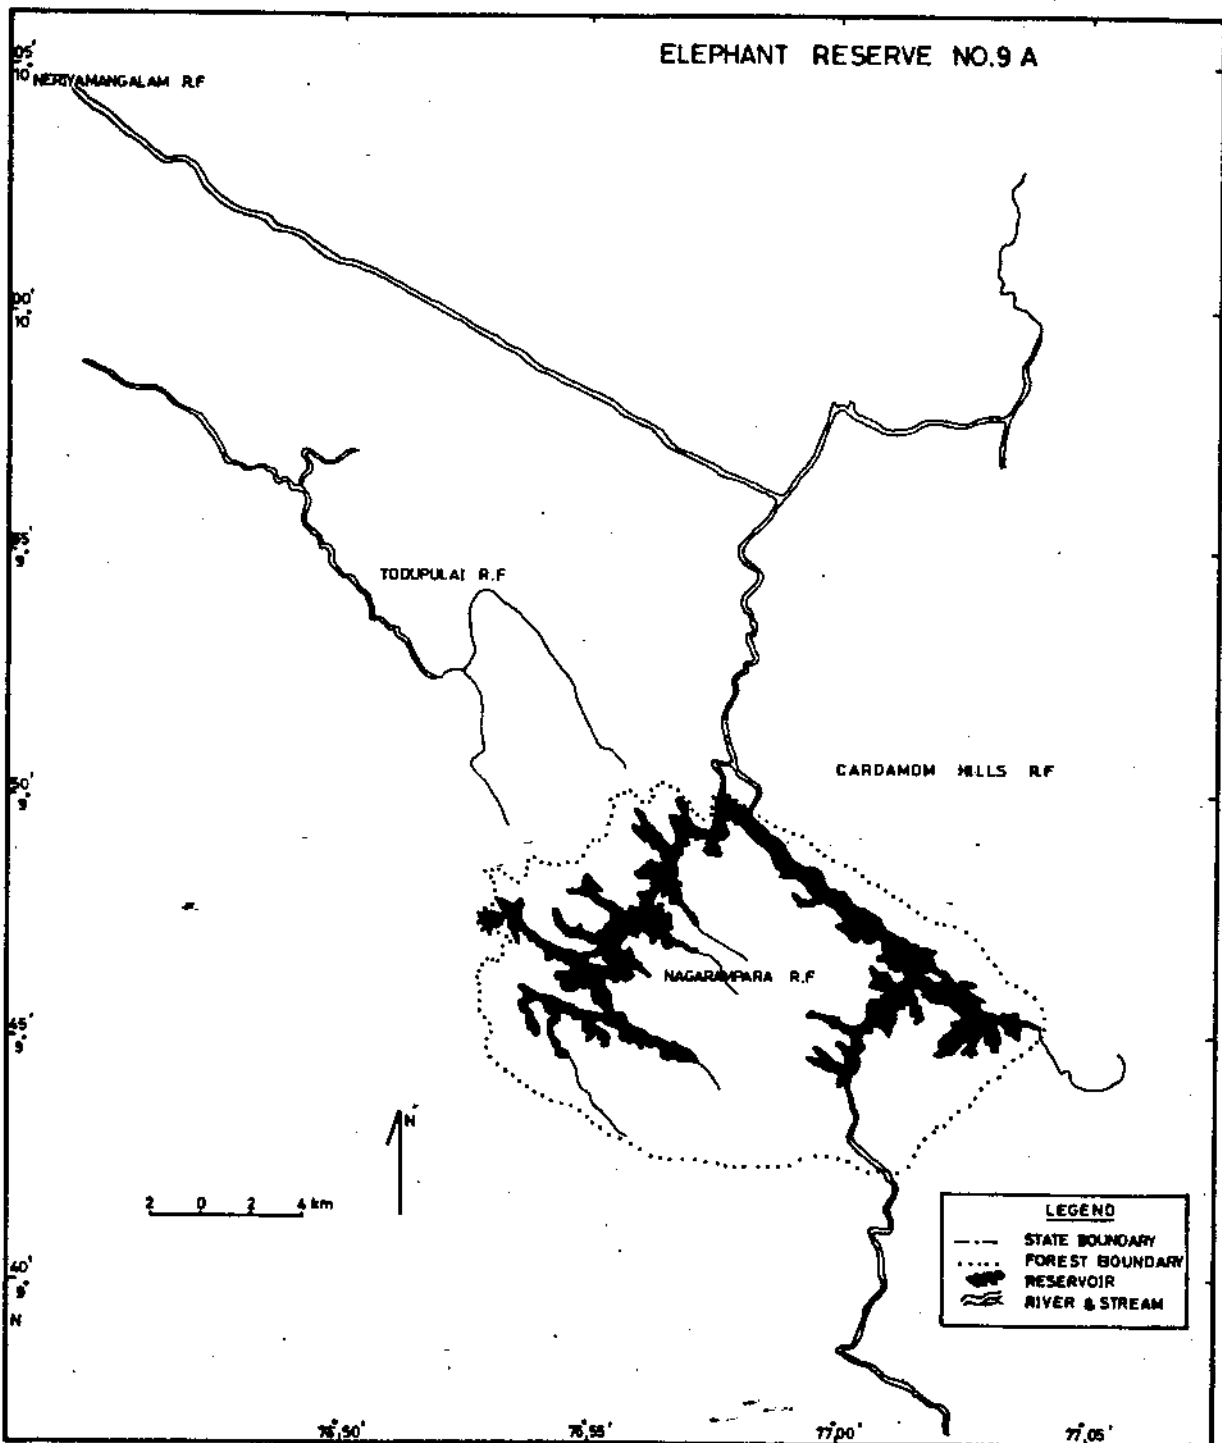 ELEPHANT RESERVE NO.9 A
05'
10°
NERIYAMANGALAM R.F
00'
10°
55'
9°
TODUPULAI R.F
50'
9°
CARDAMOM HILLS R.F
NAGARAMPARA R.F
45'
9°
N
2 0 2 4 km
LEGEND
STATE BOUNDARY
FOREST BOUNDARY
RESERVOIR
RIVER & STREAM
40'
9°
N
76°50' 76°55' 77°00' 77°05'